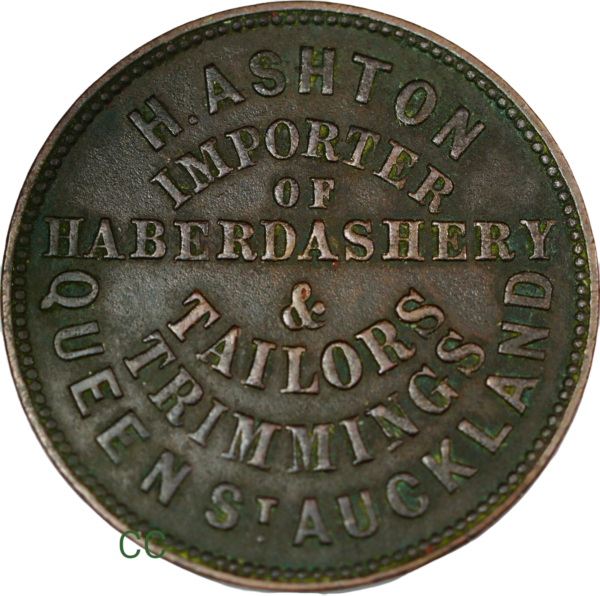 H. ASHTON
IMPORTER
OF
HABERDASHERY
&
TAILORS
TRIMMINGS
QUEEN ST AUCKLAND
CC